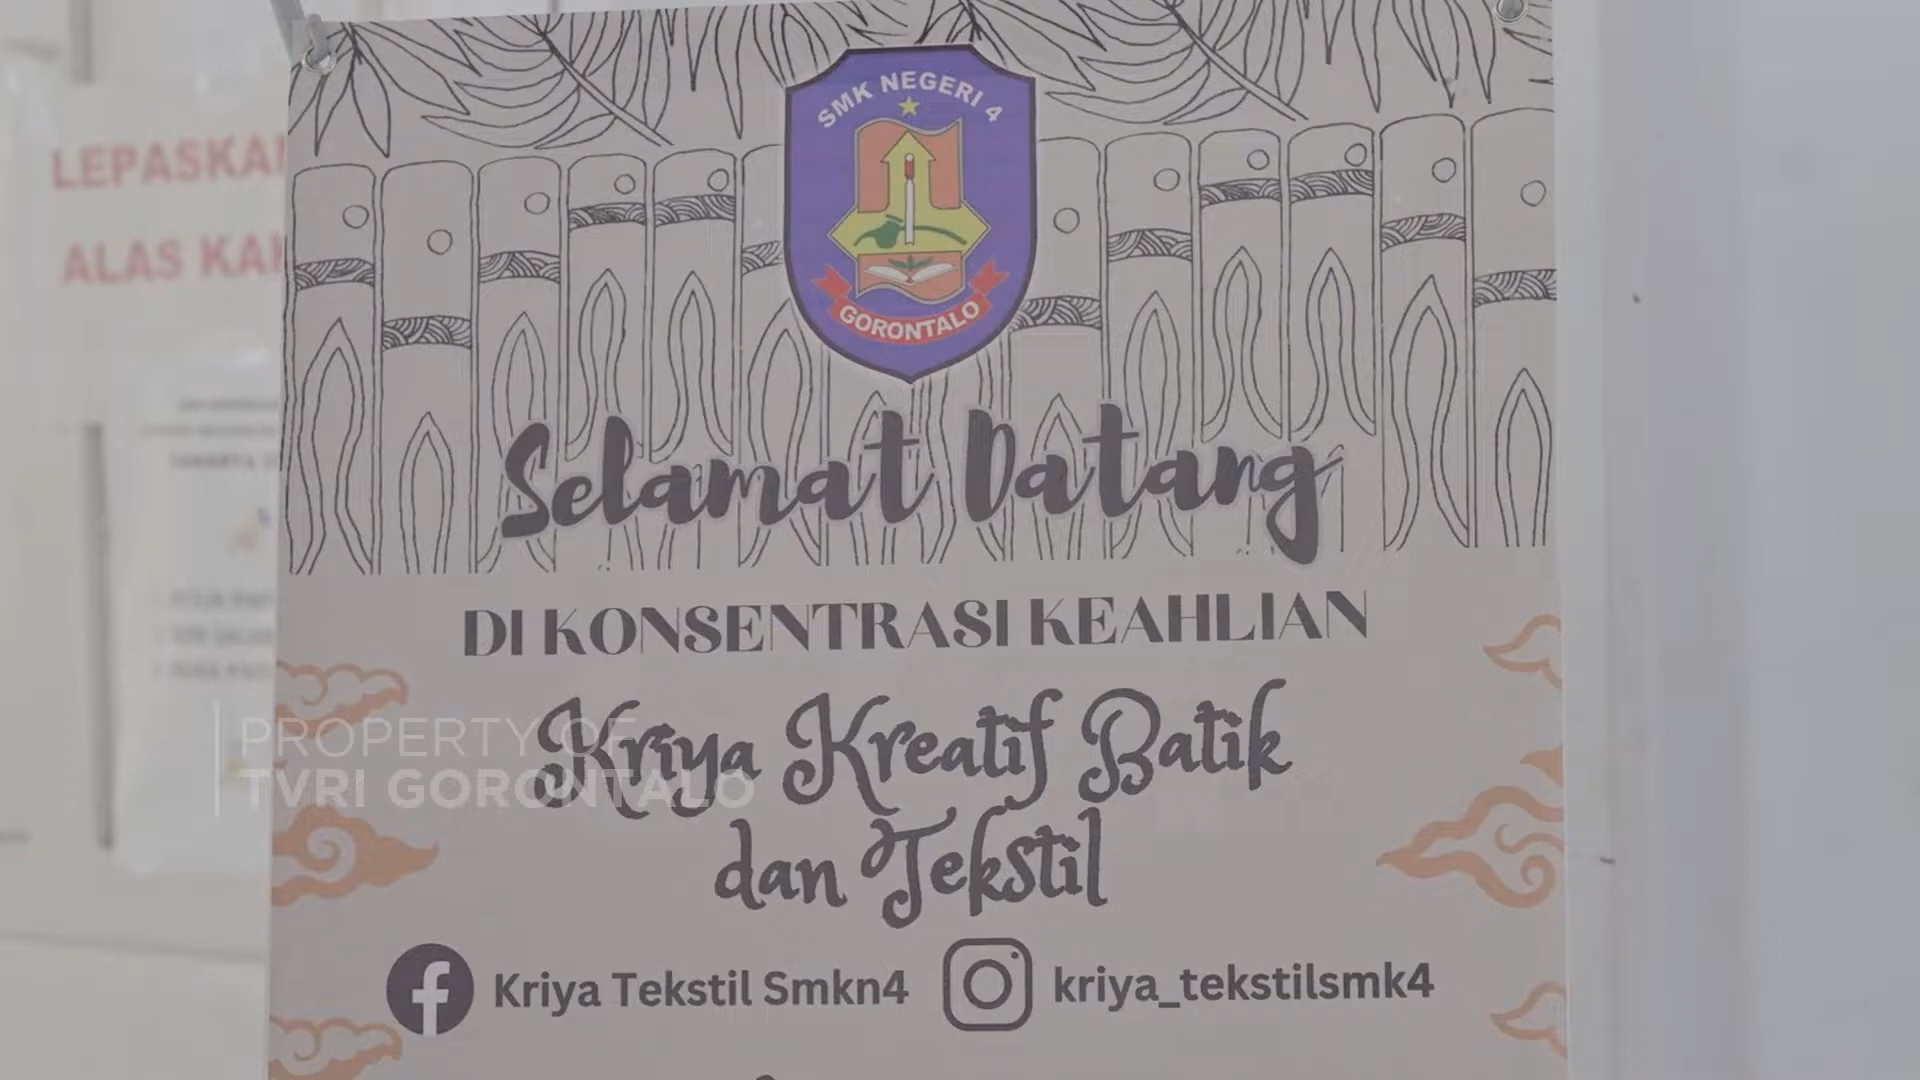 LEPASKA
ALAS KA
SMK NEGERI 4
GORONTALO
Selamat Datang
DI KONSENTRASI KEAHLIAN
Kriya Kreatif Batik
dan Tekstil
Kriya Tekstil Smkn4
kriya_tekstilsmk4
PROPERTY OF
TVRI GORONTALO